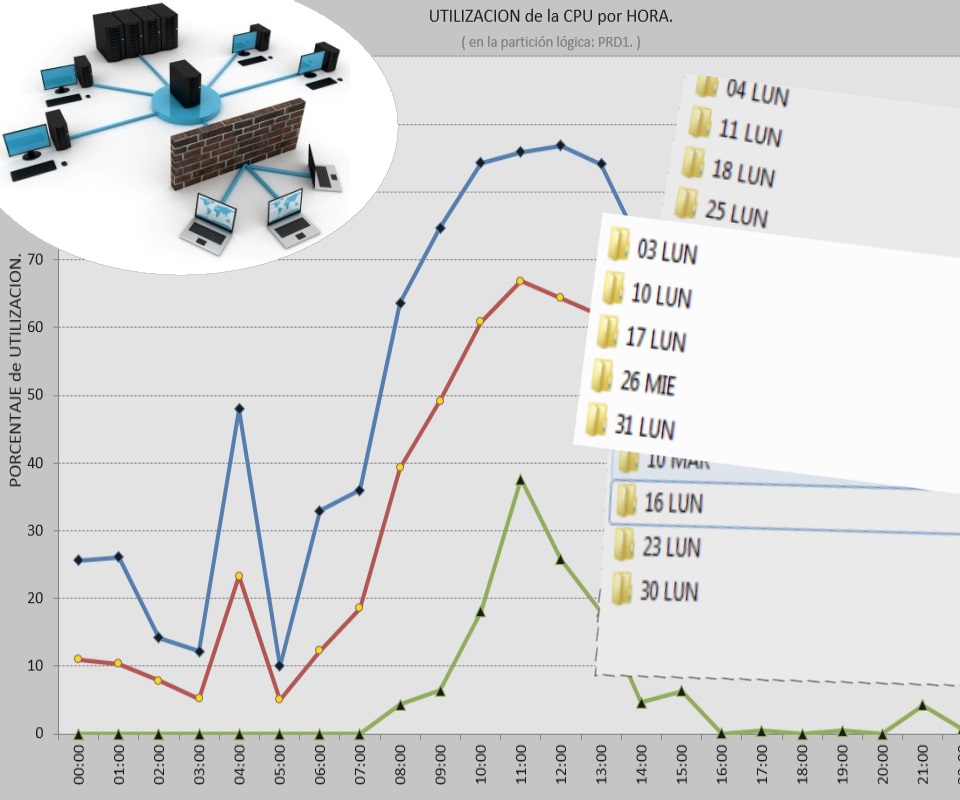 UTILIZACION de la CPU por HORA.
( en la partición lógica: PRD1. )
PORCENTAJE de UTILIZACION.
70
60
50
40
30
20
10
0
00:00
01:00
02:00
03:00
04:00
05:00
06:00
07:00
08:00
09:00
10:00
11:00
12:00
13:00
14:00
15:00
16:00
17:00
18:00
19:00
20:00
21:00
04 LUN
11 LUN
18 LUN
25 LUN
03 LUN
10 LUN
17 LUN
26 MIE
31 LUN
10 MAR
16 LUN
23 LUN
30 LUN